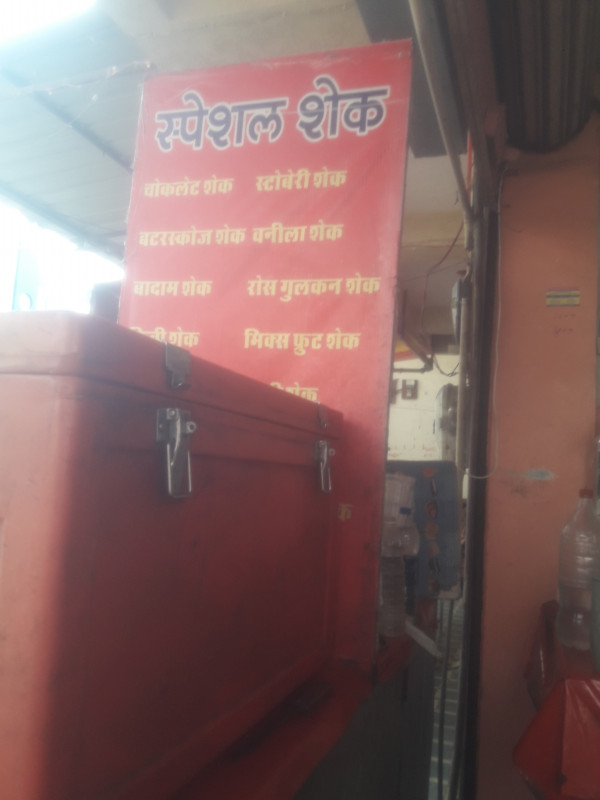 स्पेशल शेक
चॉकलेट शेक स्टोबेरी शेक
बटरस्कोज शेक वनीला शेक
बादाम शेक रोस गुलकन शेक
शेक मिक्स फ्रुट शेक
शेक